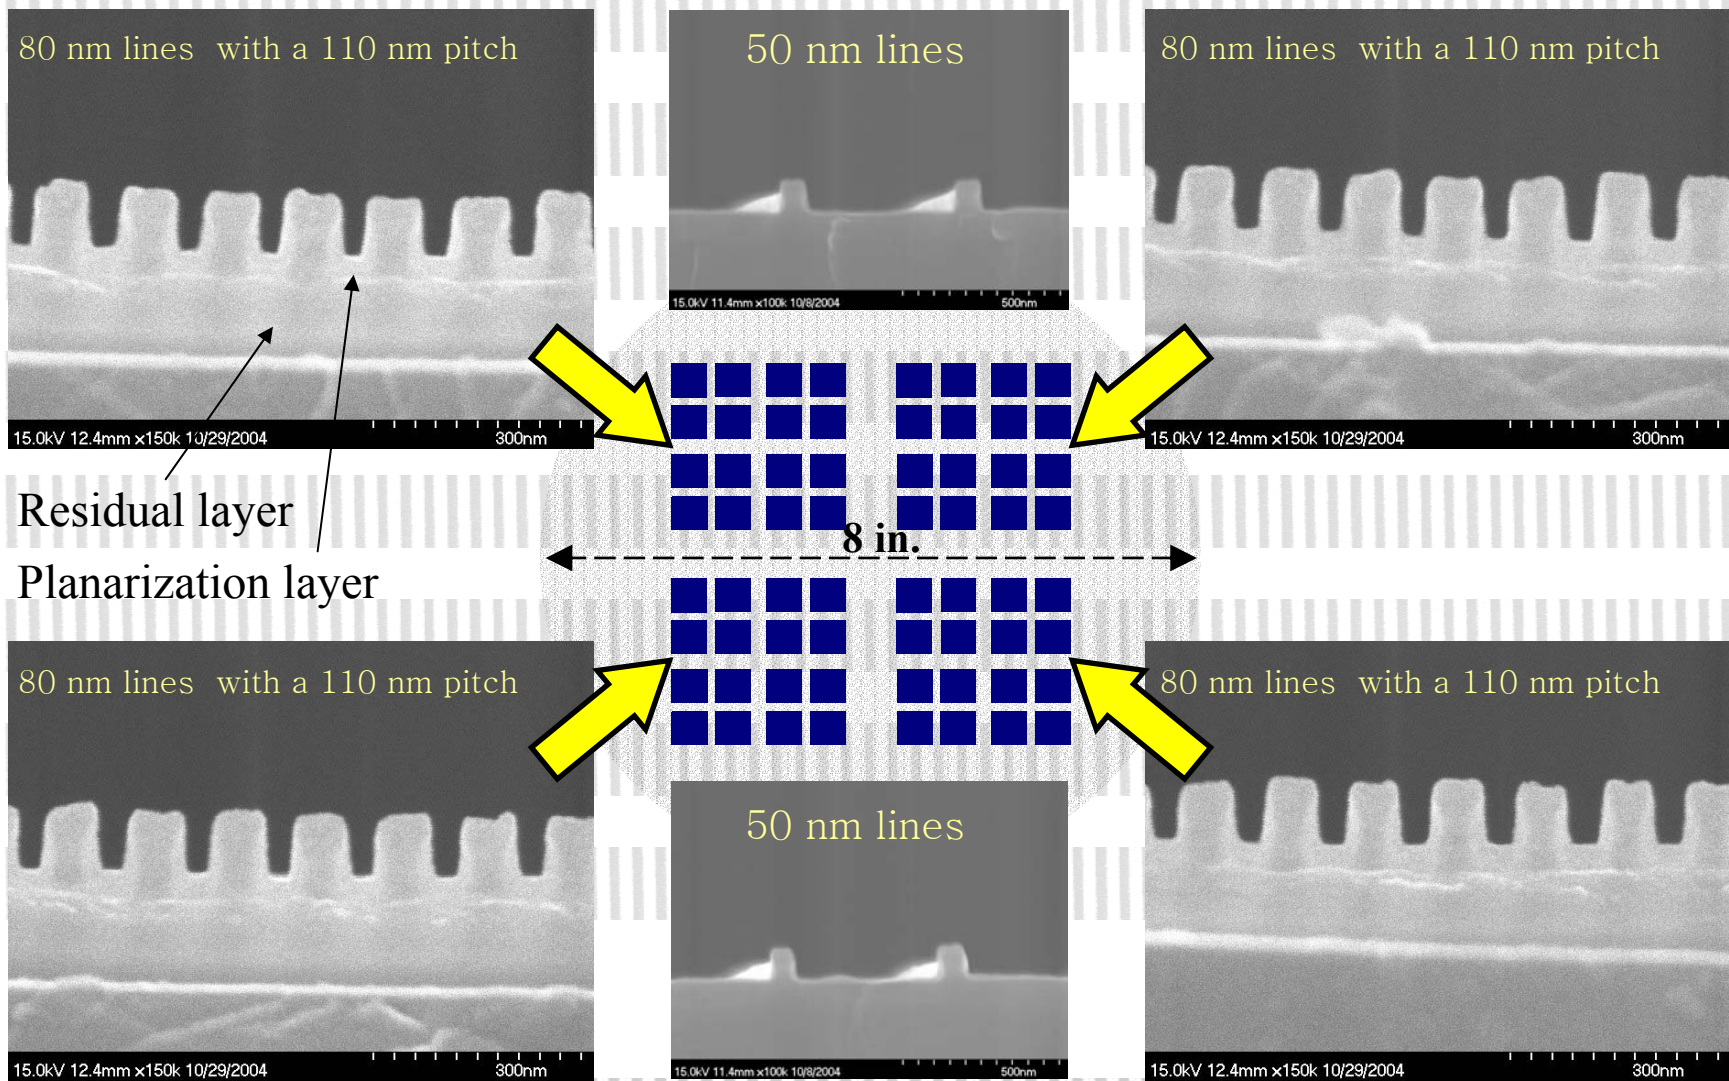 80 nm lines with a 110 nm pitch
50 nm lines
80 nm lines with a 110 nm pitch
15.0kV 12.4mm x150k 10/29/2004 300nm
15.0kV 11.4mm x100k 10/8/2004 500nm
15.0kV 12.4mm x150k 10/29/2004 300nm
Residual layer
Planarization layer
8 in.
80 nm lines with a 110 nm pitch
50 nm lines
80 nm lines with a 110 nm pitch
15.0kV 12.4mm x150k 10/29/2004 300nm
15.0kV 11.4mm x100k 10/8/2004 500nm
15.0kV 12.4mm x150k 10/29/2004 300nm